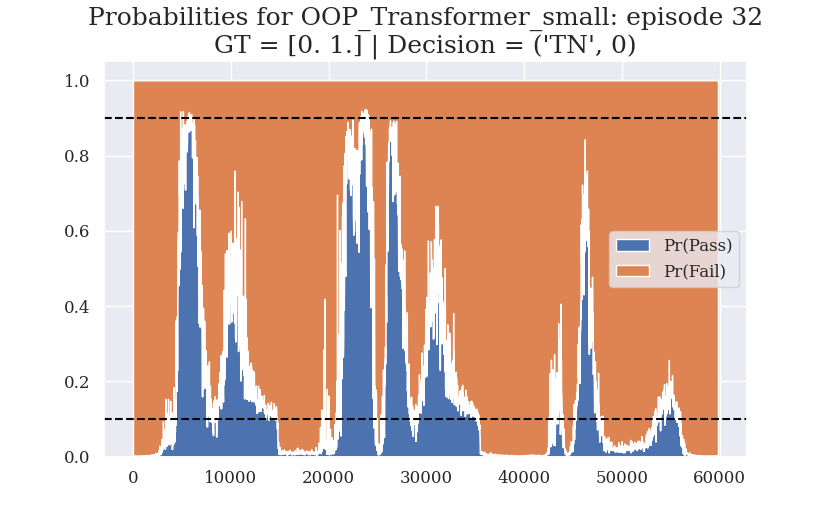 Probabilities for OOP_Transformer_small: episode 32
GT = [0. 1.] | Decision = ('TN', 0)
1.0
0.8
0.6
0.4
0.2
0.0
Pr(Pass)
Pr(Fail)
0 10000 20000 30000 40000 50000 60000